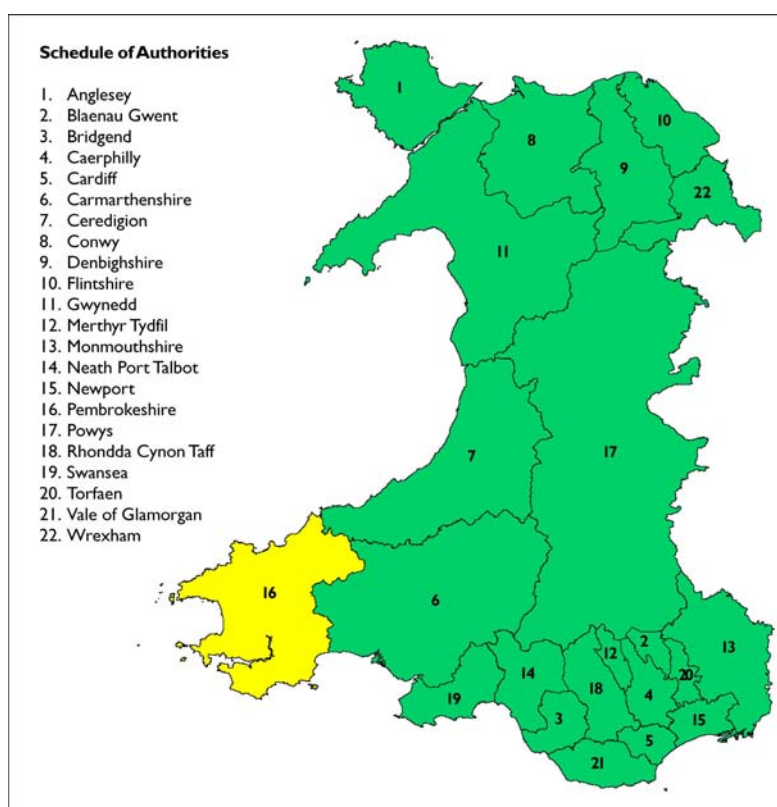 Schedule of Authorities
1. Anglesey
2. Blaenau Gwent
3. Bridgend
4. Caerphilly
5. Cardiff
6. Carmarthenshire
7. Ceredigion
8. Conwy
9. Denbighshire
10. Flintshire
11. Gwynedd
12. Merthyr Tydfil
13. Monmouthshire
14. Neath Port Talbot
15. Newport
16. Pembrokeshire
17. Powys
18. Rhondda Cynon Taff
19. Swansea
20. Torfaen
21. Vale of Glamorgan
22. Wrexham
1
10
8
9
22
11
7
17
16
6
2
12
13
14
20
18
4
19
3
15
5
21